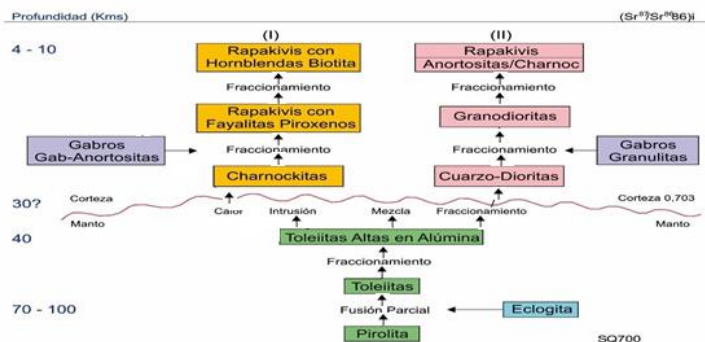 Profundidad (Kms)
(Sr⁸⁷/Sr⁸⁶86)i
(I)
(II)
4 - 10
Rapakivis con
Hornblendas Biotita
Rapakivis
Anortositas/Charnoc
Fraccionamiento
Fraccionamiento
Rapakivis con
Fayalitas Piroxenos
Granodioritas
Gabros
Gab-Anortositas
Fraccionamiento
Fraccionamiento
Gabros
Granulitas
Charnockitas
Cuarzo-Dioritas
30?
Corteza
Corteza 0,703
Manto
Calor
Intrusión
Mezcla
Fraccionamiento
Manto
40
Toleiitas Altas en Alúmina
Fraccionamiento
Toleiitas
70 - 100
Fusión Parcial
Eclogita
Pirolita
SQ700